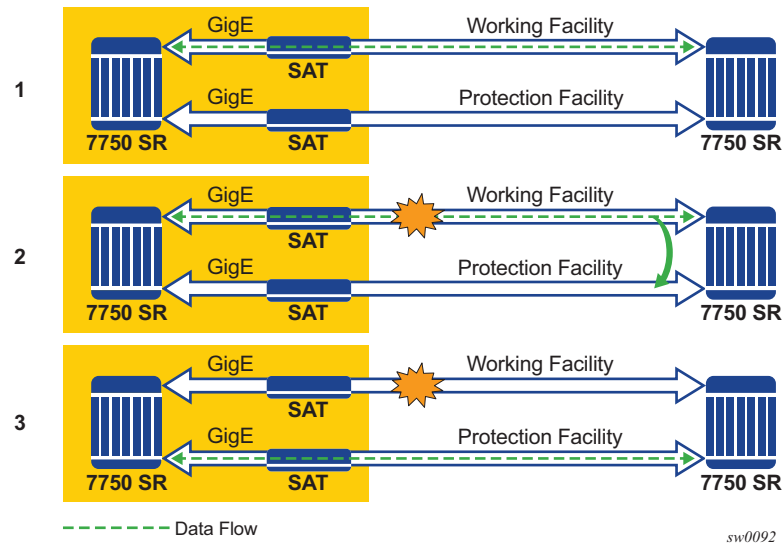 GigE Working Facility
SAT
1
GigE Protection Facility
7750 SR SAT 7750 SR
GigE Working Facility
SAT
2
GigE Protection Facility
7750 SR SAT 7750 SR
GigE Working Facility
SAT
3
GigE Protection Facility
7750 SR SAT 7750 SR
Data Flow
sw0092